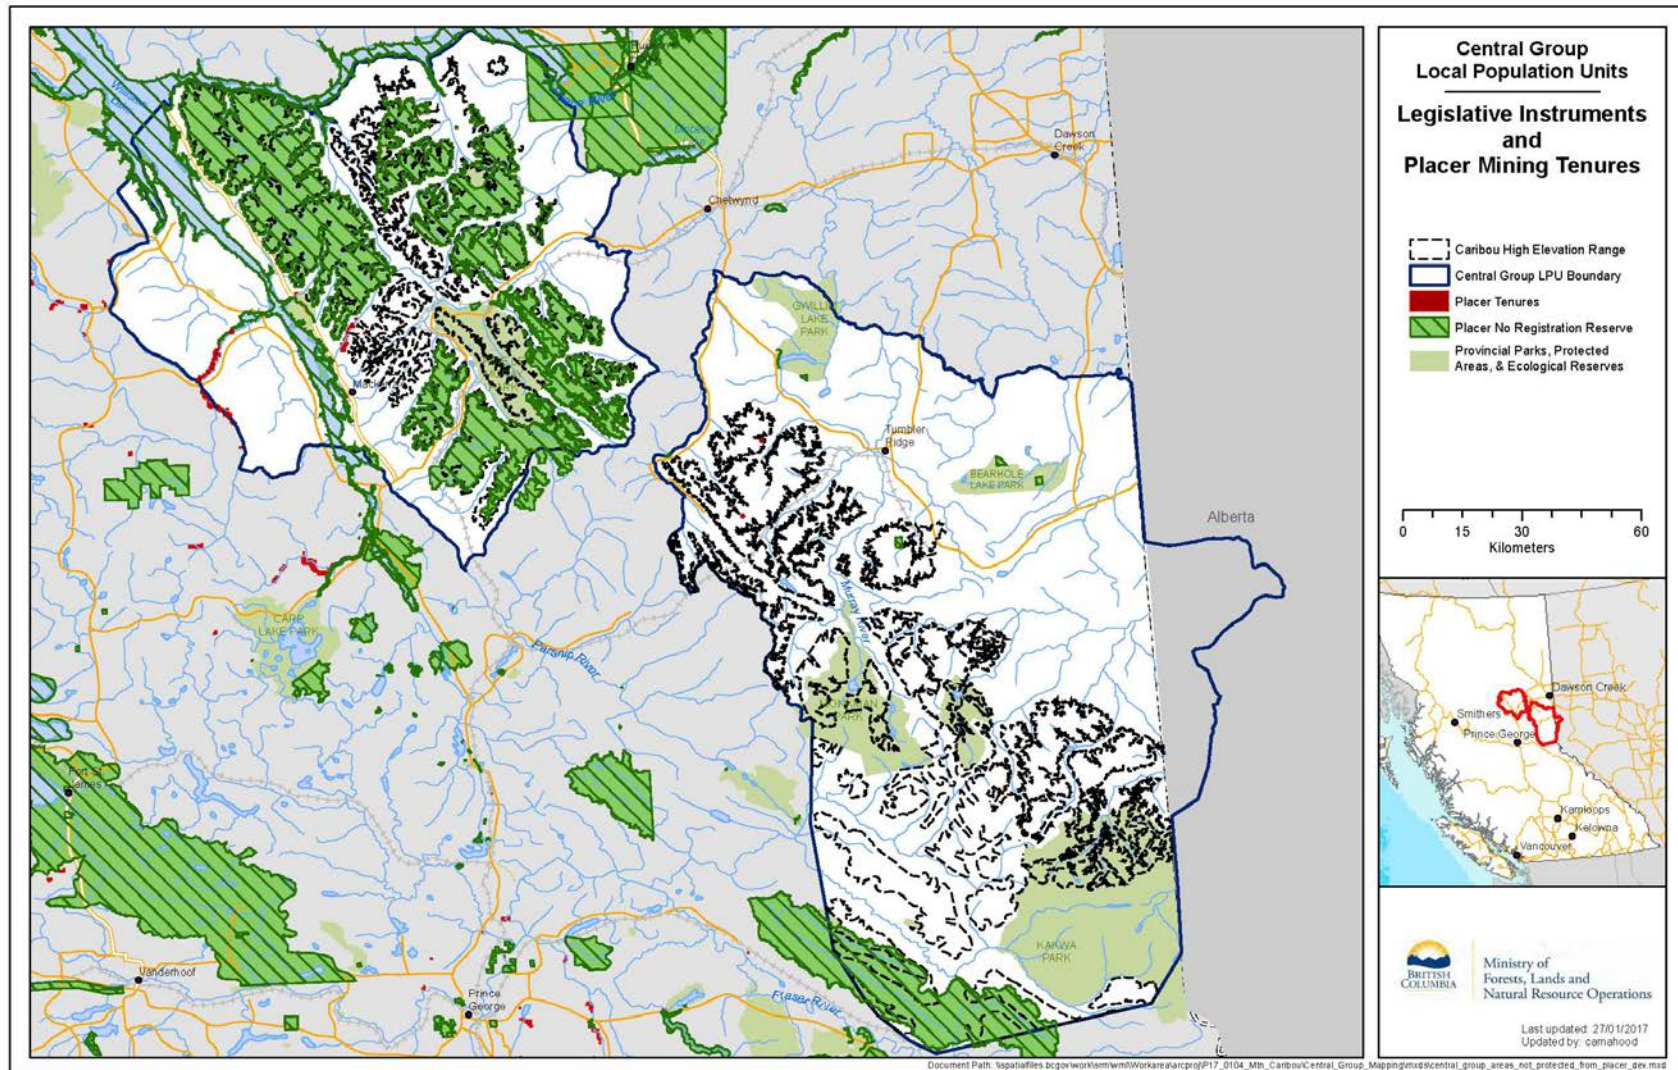 Central Group
Local Population Units
Legislative Instruments
and
Placer Mining Tenures
Caribou High Elevation Range
Central Group LPU Boundary
Placer Tenures
Placer No Registration Reserve
Provincial Parks, Protected
Areas, & Ecological Reserves
0 15 30 45 60
Kilometers
Dawson
Creek
Chetwynd
LAKE
PARK
Tumbler
Ridge
BEARHOLE
LAKE PARK
Alberta
Murray River
PARK
CARP
LAKE PARK
Parsnip River
KAKWA
PARK
Vanderhoof
Prince
George
Fraser River
Dawson Creek
Smithers
Prince George
Kamloops
Kelowna
Vancouver
BRITISH
COLUMBIA
Ministry of
Forests, Lands and
Natural Resource Operations
Last updated: 27/01/2017
Updated by: camahood